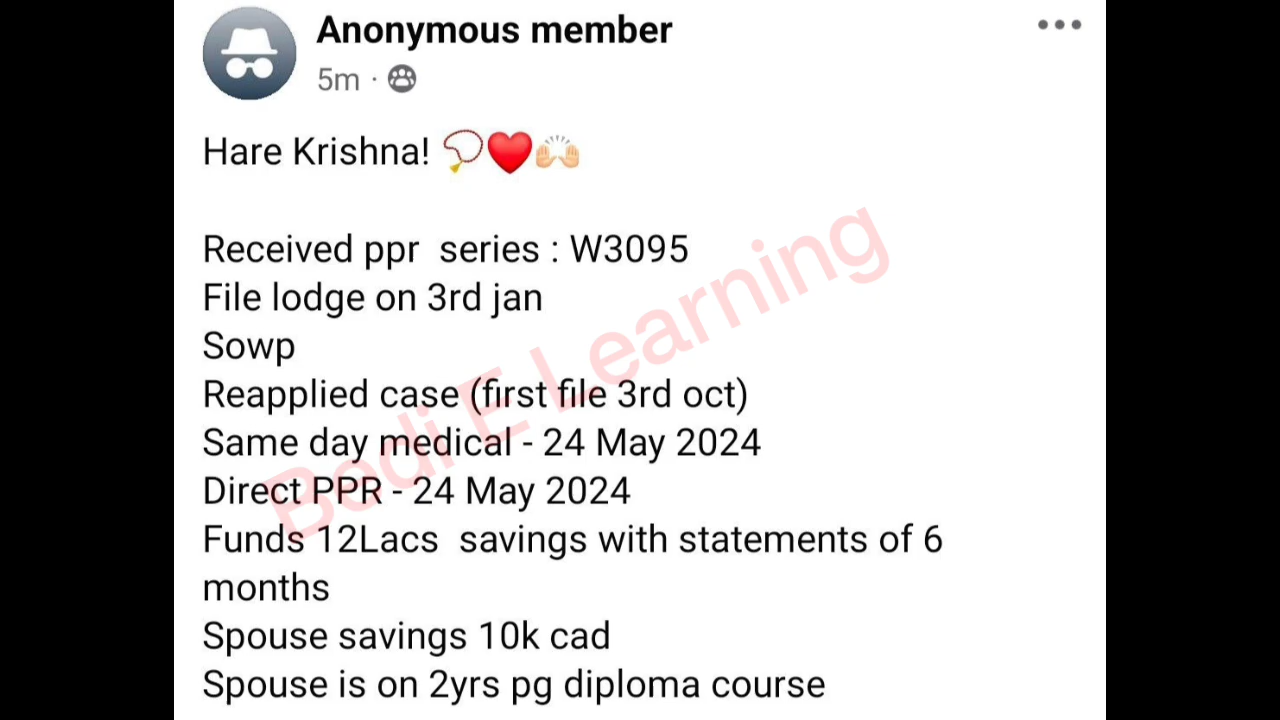 Anonymous member
5m ·
Hare Krishna! 📿❤️🙌🏻
Received ppr series : W3095
File lodge on 3rd jan
Sowp
Reapplied case (first file 3rd oct)
Same day medical - 24 May 2024
Direct PPR - 24 May 2024
Funds 12Lacs savings with statements of 6
months
Spouse savings 10k cad
Spouse is on 2yrs pg diploma course
Bedi E Learning